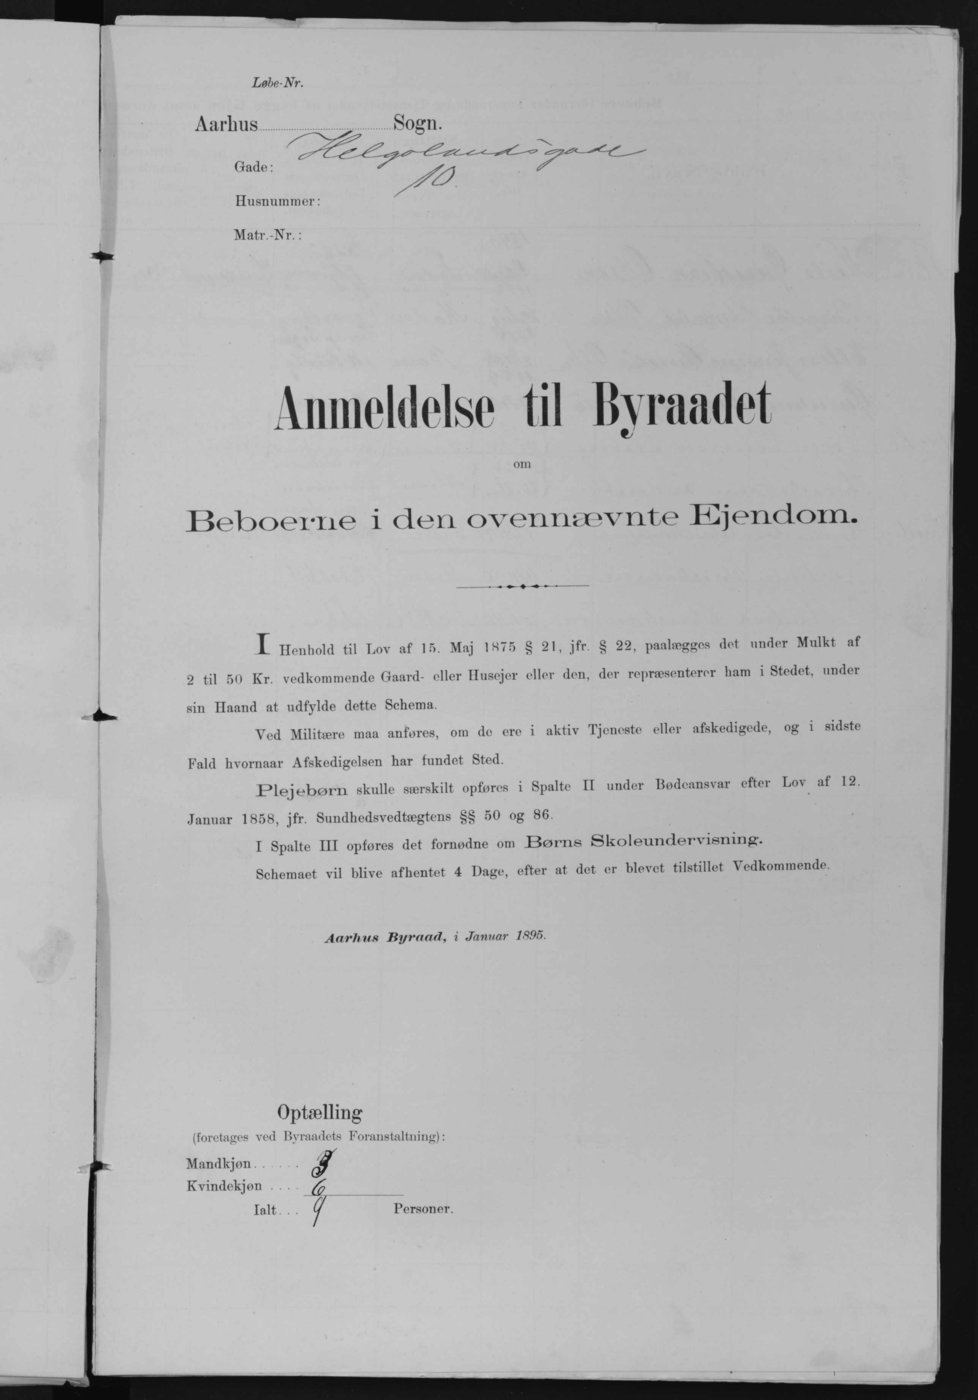 Løbe-Nr.
Aarhus Sogn.
Gade: Helgolandsgade
Husnummer: 10.
Matr.-Nr.:
Anmeldelse til Byraadet
om
Beboerne i den ovennævnte Ejendom.
I Henhold til Lov af 15. Maj 1875 § 21, jfr. § 22, paalægges det under Mulkt af
2 til 50 Kr. vedkommende Gaard- eller Husejer eller den, der repræsenterer ham i Stedet, under
sin Haand at udfylde dette Schema.
Ved Militære maa anføres, om de ere i aktiv Tjeneste eller afskedigede, og i sidste
Fald hvornaar Afskedigelsen har fundet Sted.
Plejebørn skulle særskilt opføres i Spalte II under Bødeansvar efter Lov af 12.
Januar 1858, jfr. Sundhedsvedtægtens §§ 50 og 86.
I Spalte III opføres det fornødne om Børns Skoleundervisning.
Schemaet vil blive afhentet 4 Dage, efter at det er blevet tilstillet Vedkommende.
Aarhus Byraad, i Januar 1895.
Optælling
(foretages ved Byraadets Foranstaltning):
Mandkjøn...... 3
Kvindekjøn .... 6
Ialt... 9 Personer.